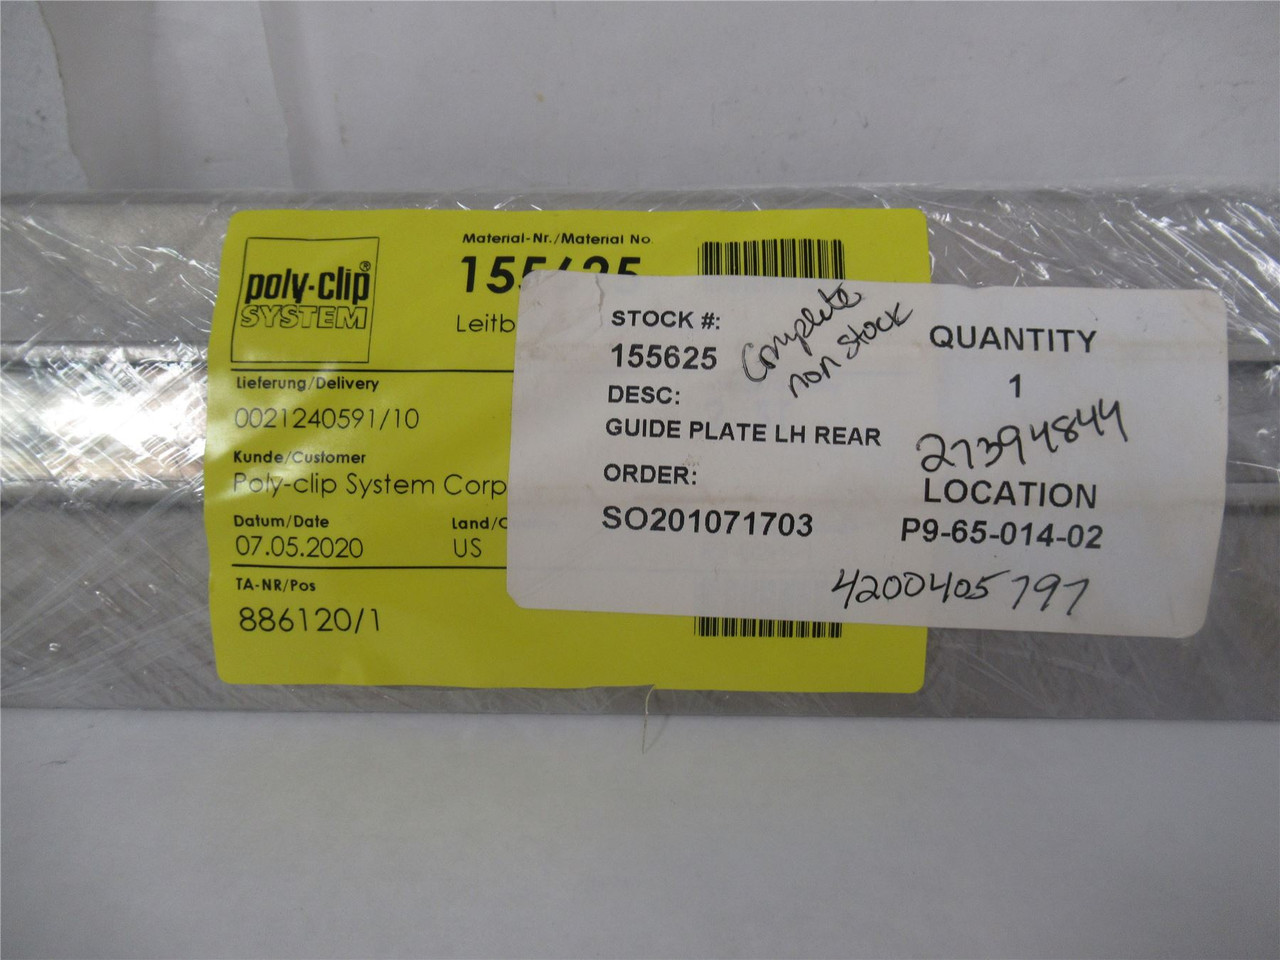 poly-clip®
SYSTEM
Material-Nr./Material No.
155625
Leitb
Lieferung/Delivery
0021240591/10
Kunde/Customer
Poly-clip System Corp
Datum/Date
07.05.2020
Land/C
US
TA-NR/Pos
886120/1
STOCK #:
155625
Complete
non stock
DESC:
GUIDE PLATE LH REAR
ORDER:
SO201071703
QUANTITY
1
27394844
LOCATION
P9-65-014-02
4200405797